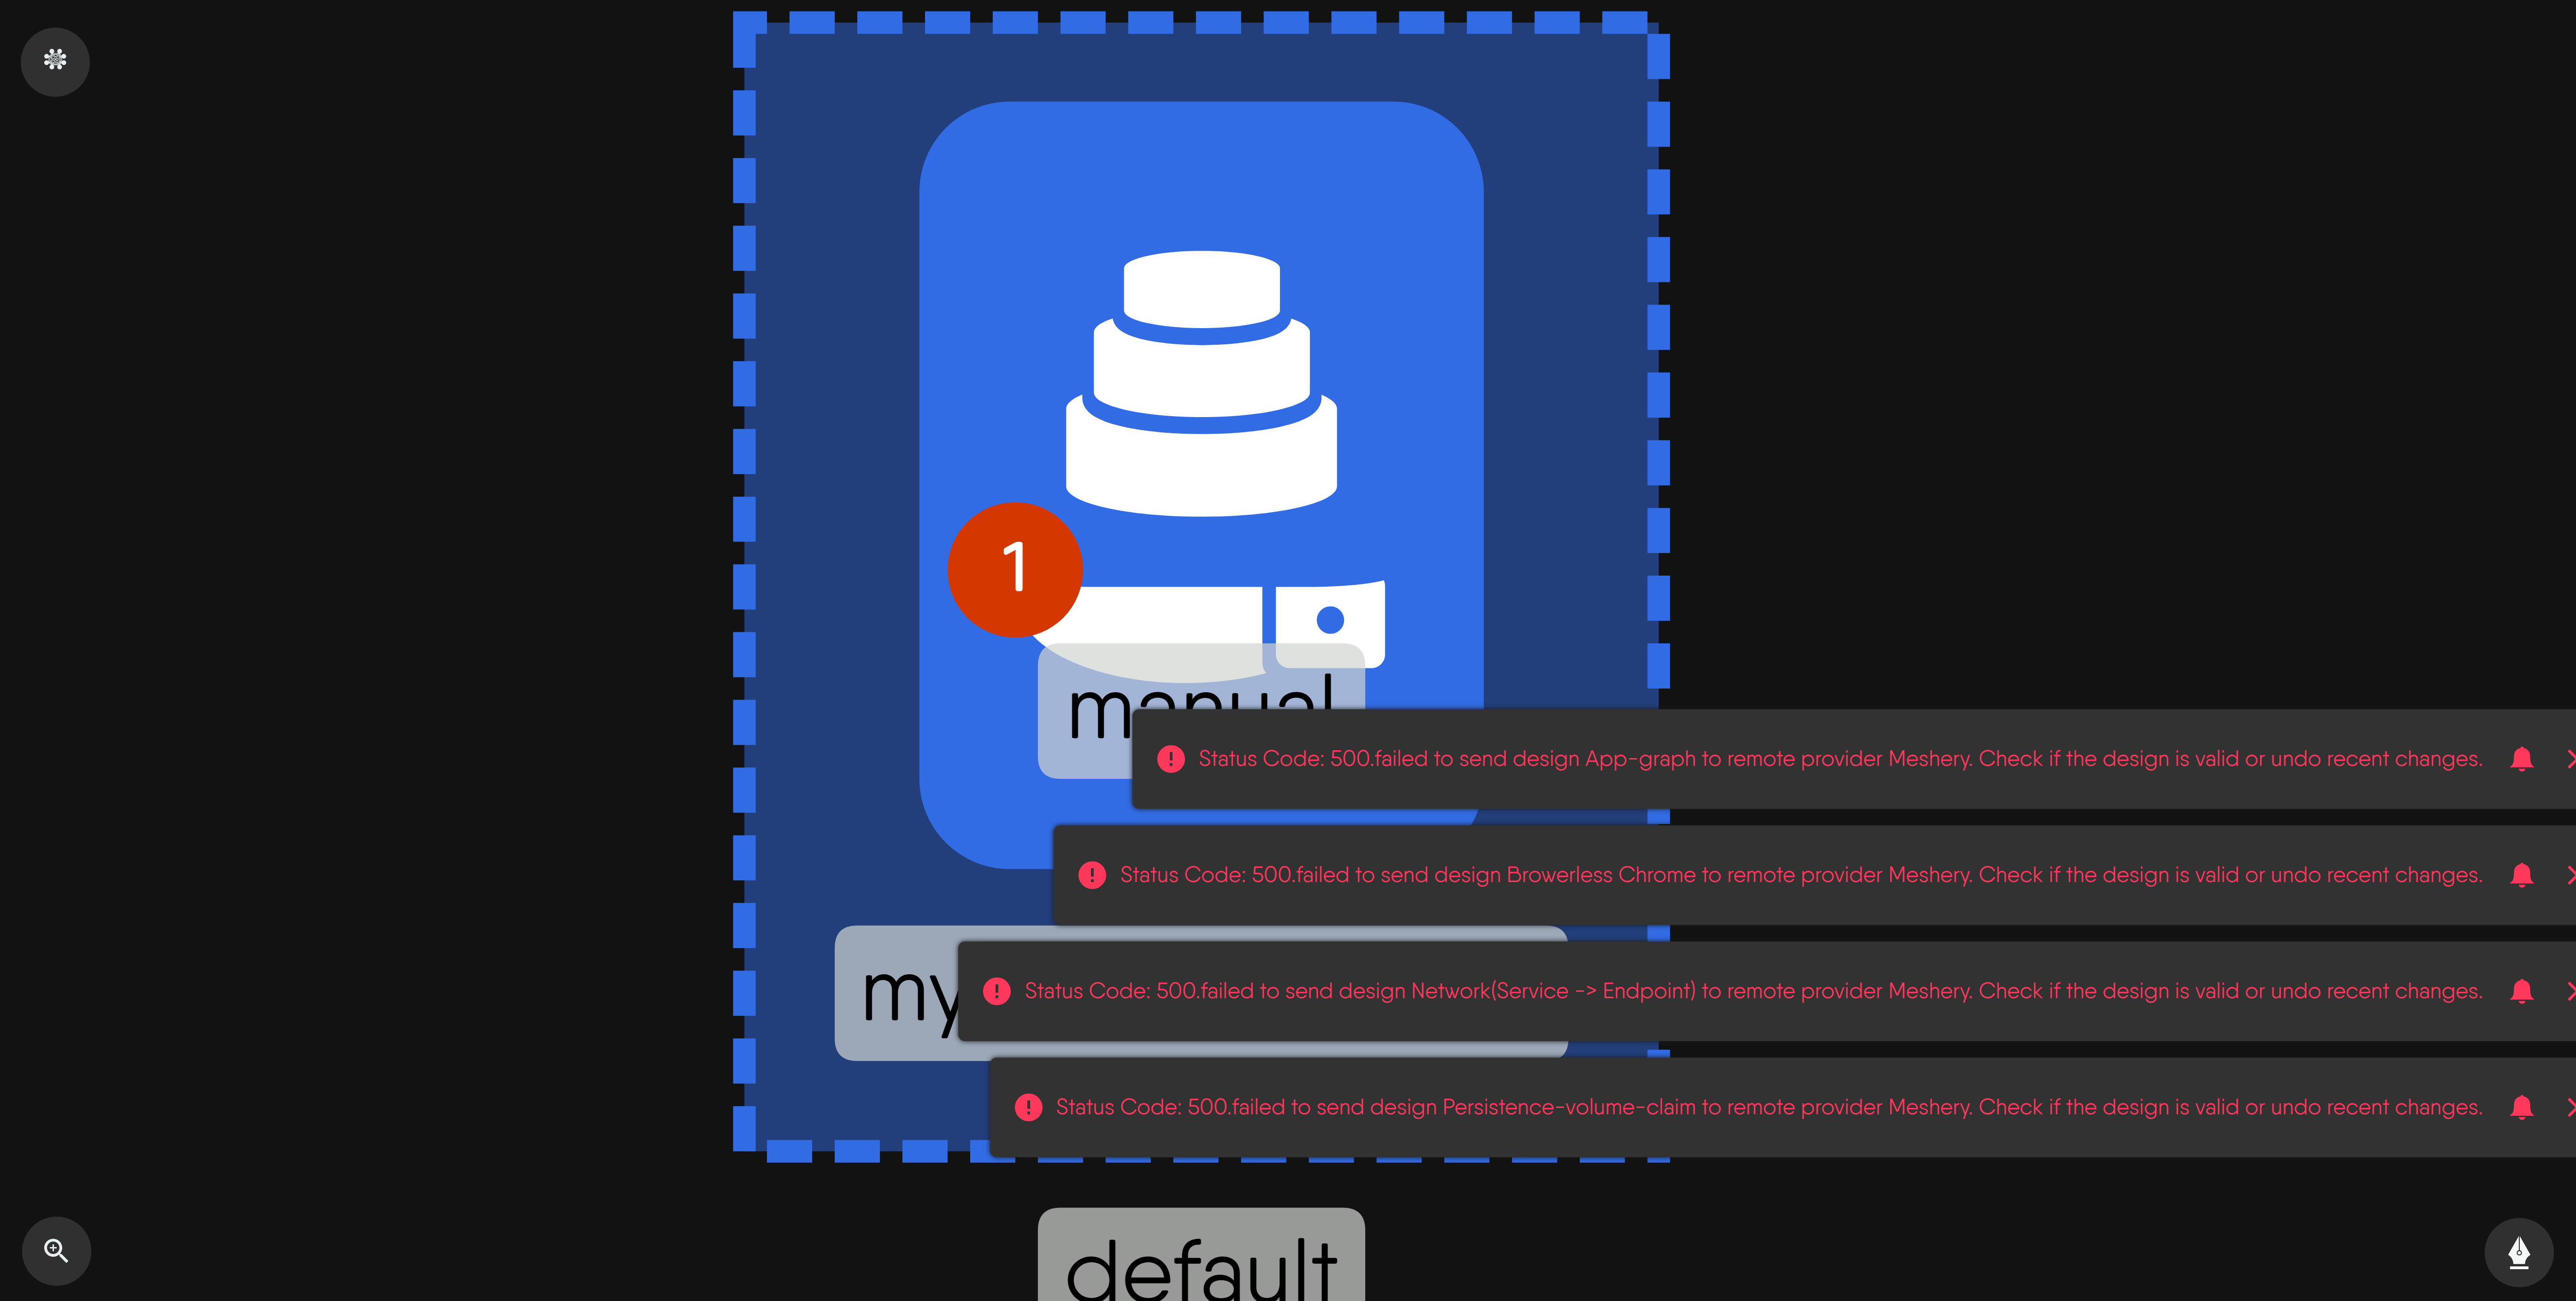 1
manual
Status Code: 500.failed to send design App-graph to remote provider Meshery. Check if the design is valid or undo recent changes.
Status Code: 500.failed to send design Browerless Chrome to remote provider Meshery. Check if the design is valid or undo recent changes.
my
Status Code: 500.failed to send design Network(Service -> Endpoint) to remote provider Meshery. Check if the design is valid or undo recent changes.
Status Code: 500.failed to send design Persistence-volume-claim to remote provider Meshery. Check if the design is valid or undo recent changes.
default